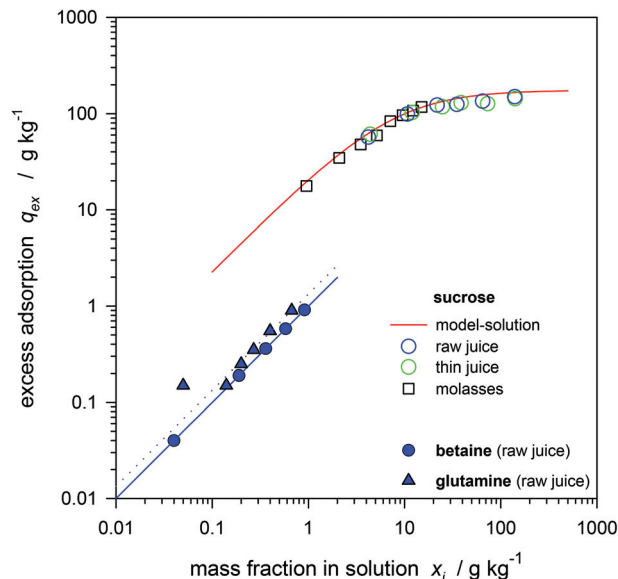 1000
100
10
1
0.1
0.01
excess adsorption q_ex / g kg⁻¹
sucrose
model-solution
raw juice
thin juice
molasses
betaine (raw juice)
glutamine (raw juice)
0.01 0.1 1 10 100 1000
mass fraction in solution x_i / g kg⁻¹